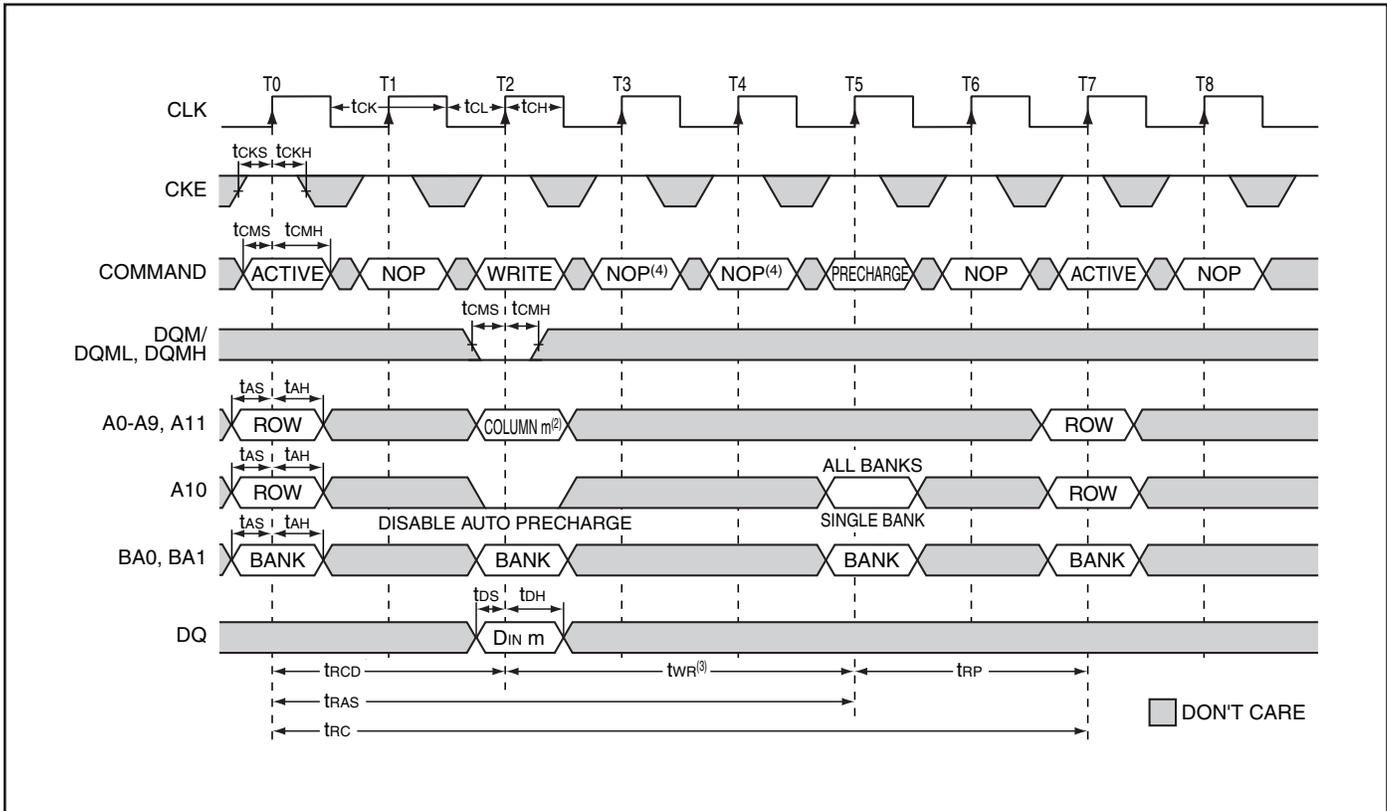 T0 T1 T2 T3 T4 T5 T6 T7 T8
CLK tCK tCL tCH
tCKS tCKH
CKE
tCMS tCMH
COMMAND ACTIVE NOP WRITE NOP(4) NOP(4) PRECHARGE NOP ACTIVE NOP
tCMS tCMH
DQM/
DQML, DQMH
tAS tAH
A0-A9, A11 ROW COLUMN m(2) ROW
tAS tAH
ALL BANKS
A10 ROW ROW
tAS tAH
DISABLE AUTO PRECHARGE SINGLE BANK
BA0, BA1 BANK BANK BANK BANK
tDS tDH
DQ DIN m
tRCD tWR(3) tRP
tRAS
DON'T CARE
tRC